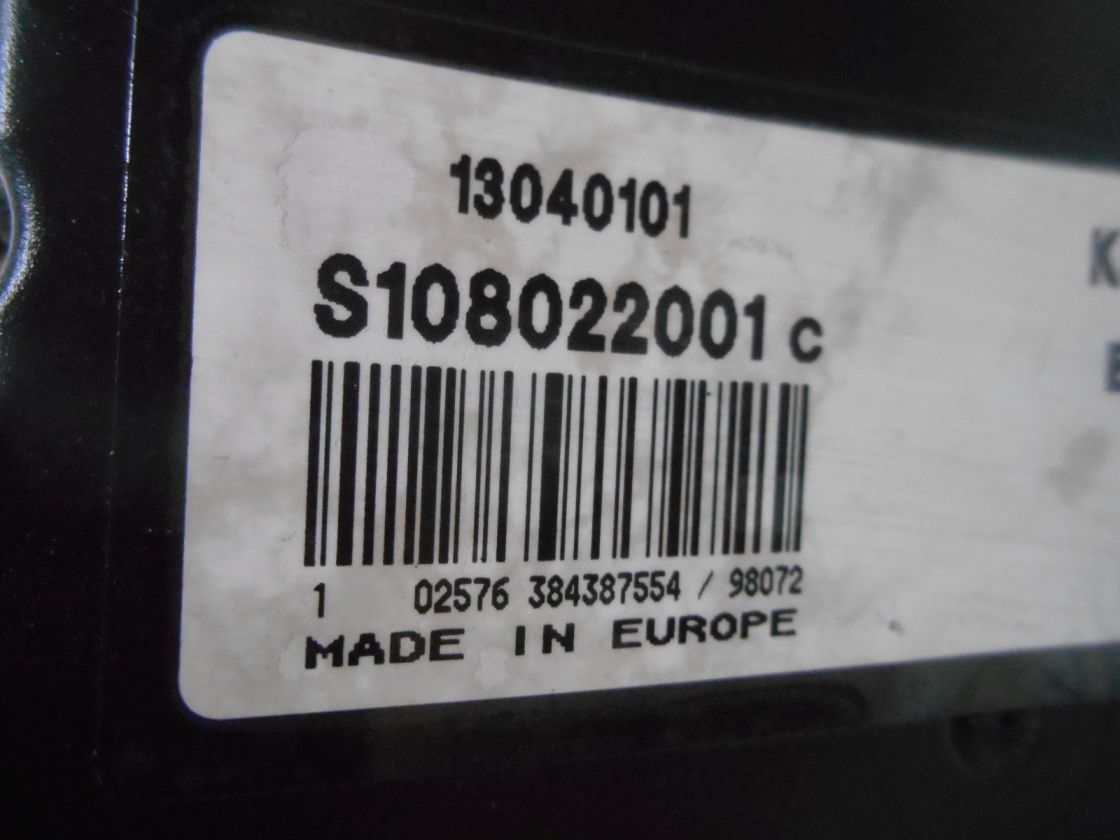 13040101
S108022001 C
1 02576 384387554 / 98072
MADE IN EUROPE
K